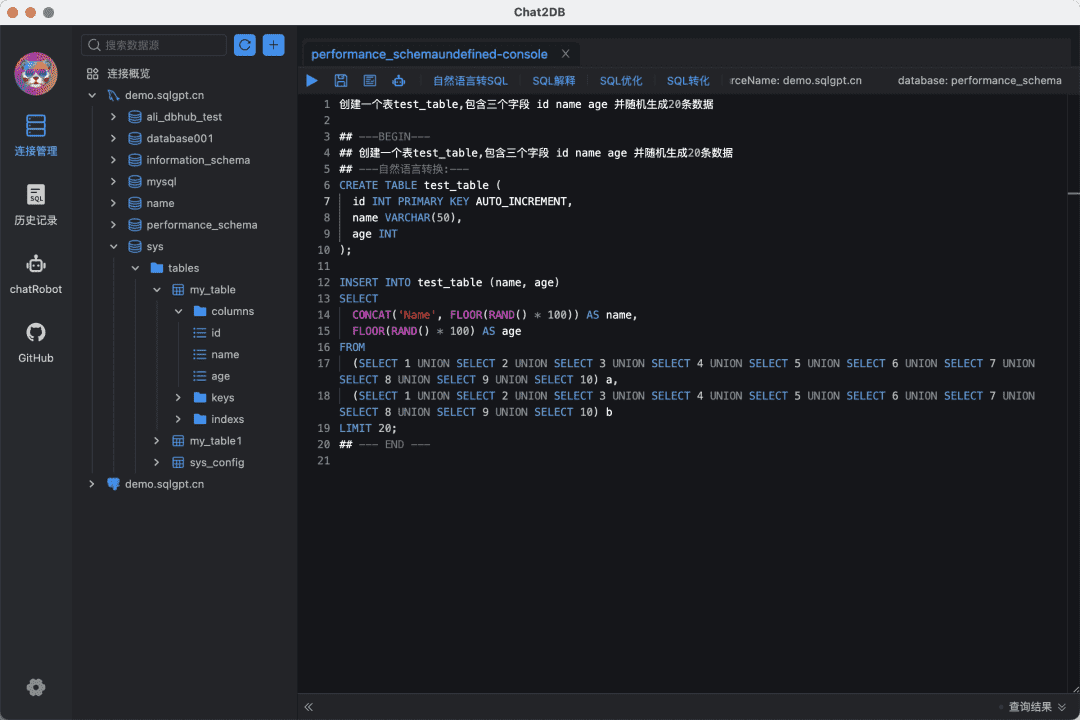 Chat2DB
搜索数据源
连接概览
demo.sqlgpt.cn
ali_dbhub_test
database001
information_schema
mysql
name
performance_schema
sys
tables
my_table
columns
id
name
age
keys
indexs
my_table1
sys_config
demo.sqlgpt.cn
连接管理
SQL
历史记录
chatRobot
GitHub
performance_schemaundefined-console
自然语言转SQL SQL解释 SQL优化 SQL转化 rceName: demo.sqlgpt.cn database: performance_schema
1 创建一个表test_table,包含三个字段 id name age 并随机生成20条数据
2
3 ## ---BEGIN---
4 ## 创建一个表test_table,包含三个字段 id name age 并随机生成20条数据
5 ## ---自然语言转换:---
6 CREATE TABLE test_table (
7 id INT PRIMARY KEY AUTO_INCREMENT,
8 name VARCHAR(50),
9 age INT
10 );
11
12 INSERT INTO test_table (name, age)
13 SELECT
14 CONCAT('Name', FLOOR(RAND() * 100)) AS name,
15 FLOOR(RAND() * 100) AS age
16 FROM
17 (SELECT 1 UNION SELECT 2 UNION SELECT 3 UNION SELECT 4 UNION SELECT 5 UNION SELECT 6 UNION SELECT 7 UNION
SELECT 8 UNION SELECT 9 UNION SELECT 10) a,
18 (SELECT 1 UNION SELECT 2 UNION SELECT 3 UNION SELECT 4 UNION SELECT 5 UNION SELECT 6 UNION SELECT 7 UNION
SELECT 8 UNION SELECT 9 UNION SELECT 10) b
19 LIMIT 20;
20 ## --- END ---
21
查询结果